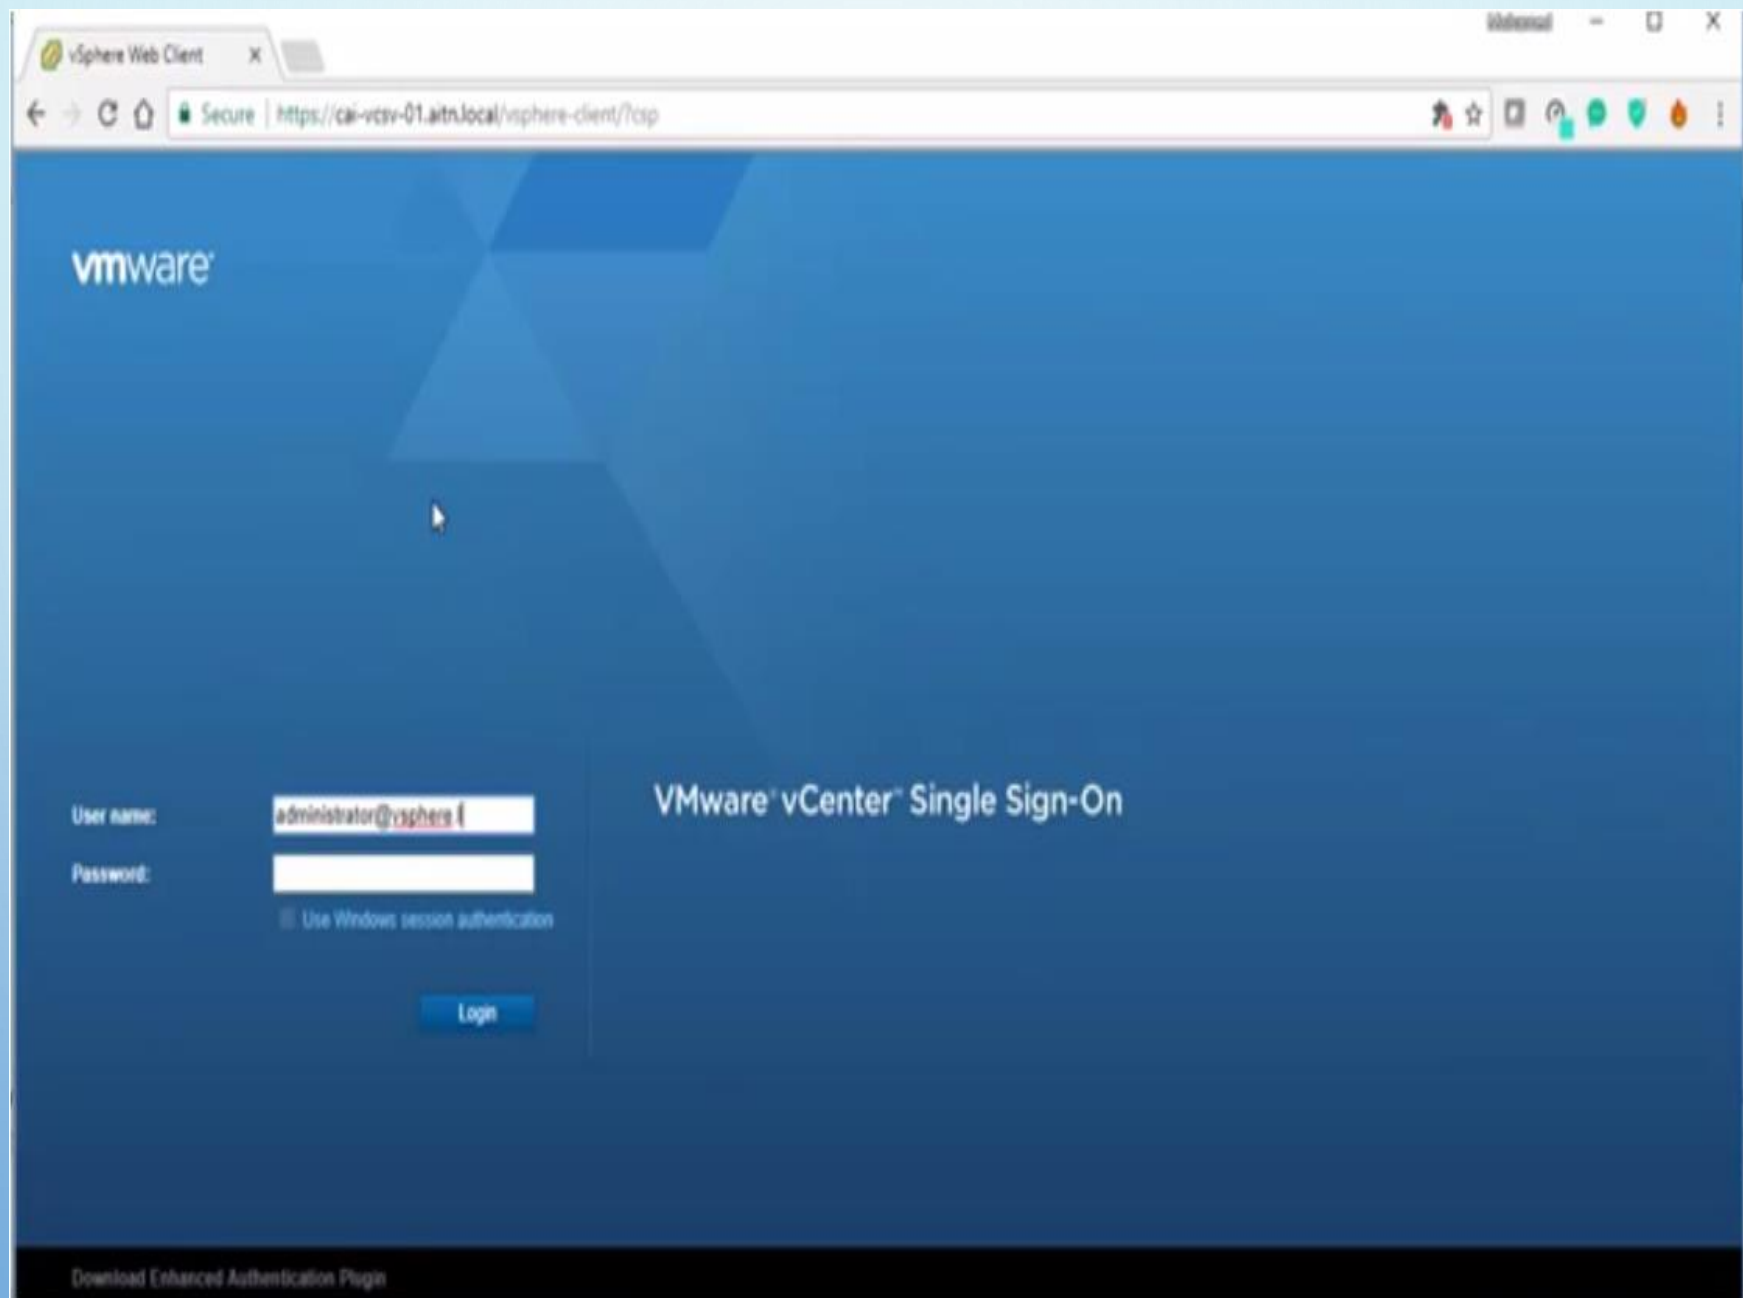 vSphere Web Client
Secure | https://cai-vcsv-01.aitn.local/vsphere-client/?csp
vmware
User name: administrator@vsphere.l
Password:
Use Windows session authentication
Login
VMware vCenter™ Single Sign-On
Download Enhanced Authentication Plugin